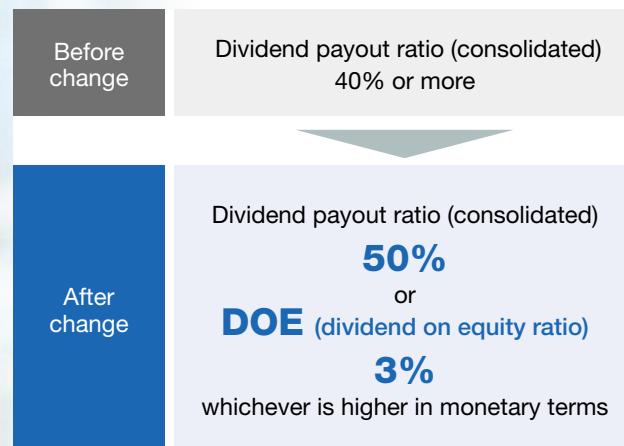 Before
change
Dividend payout ratio (consolidated)
40% or more
After
change
Dividend payout ratio (consolidated)
50%
or
DOE (dividend on equity ratio)
3%
whichever is higher in monetary terms